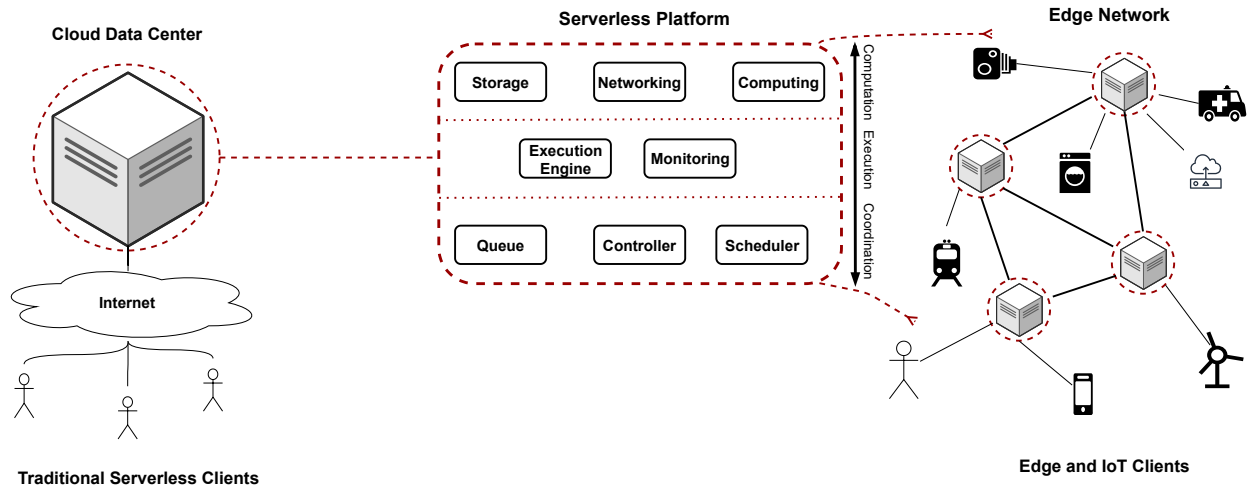 Serverless Platform
Edge Network
Cloud Data Center
Storage
Networking
Computing
Computation
Execution
Engine
Monitoring
Execution
Queue
Controller
Scheduler
Coordination
Internet
Traditional Serverless Clients
Edge and IoT Clients